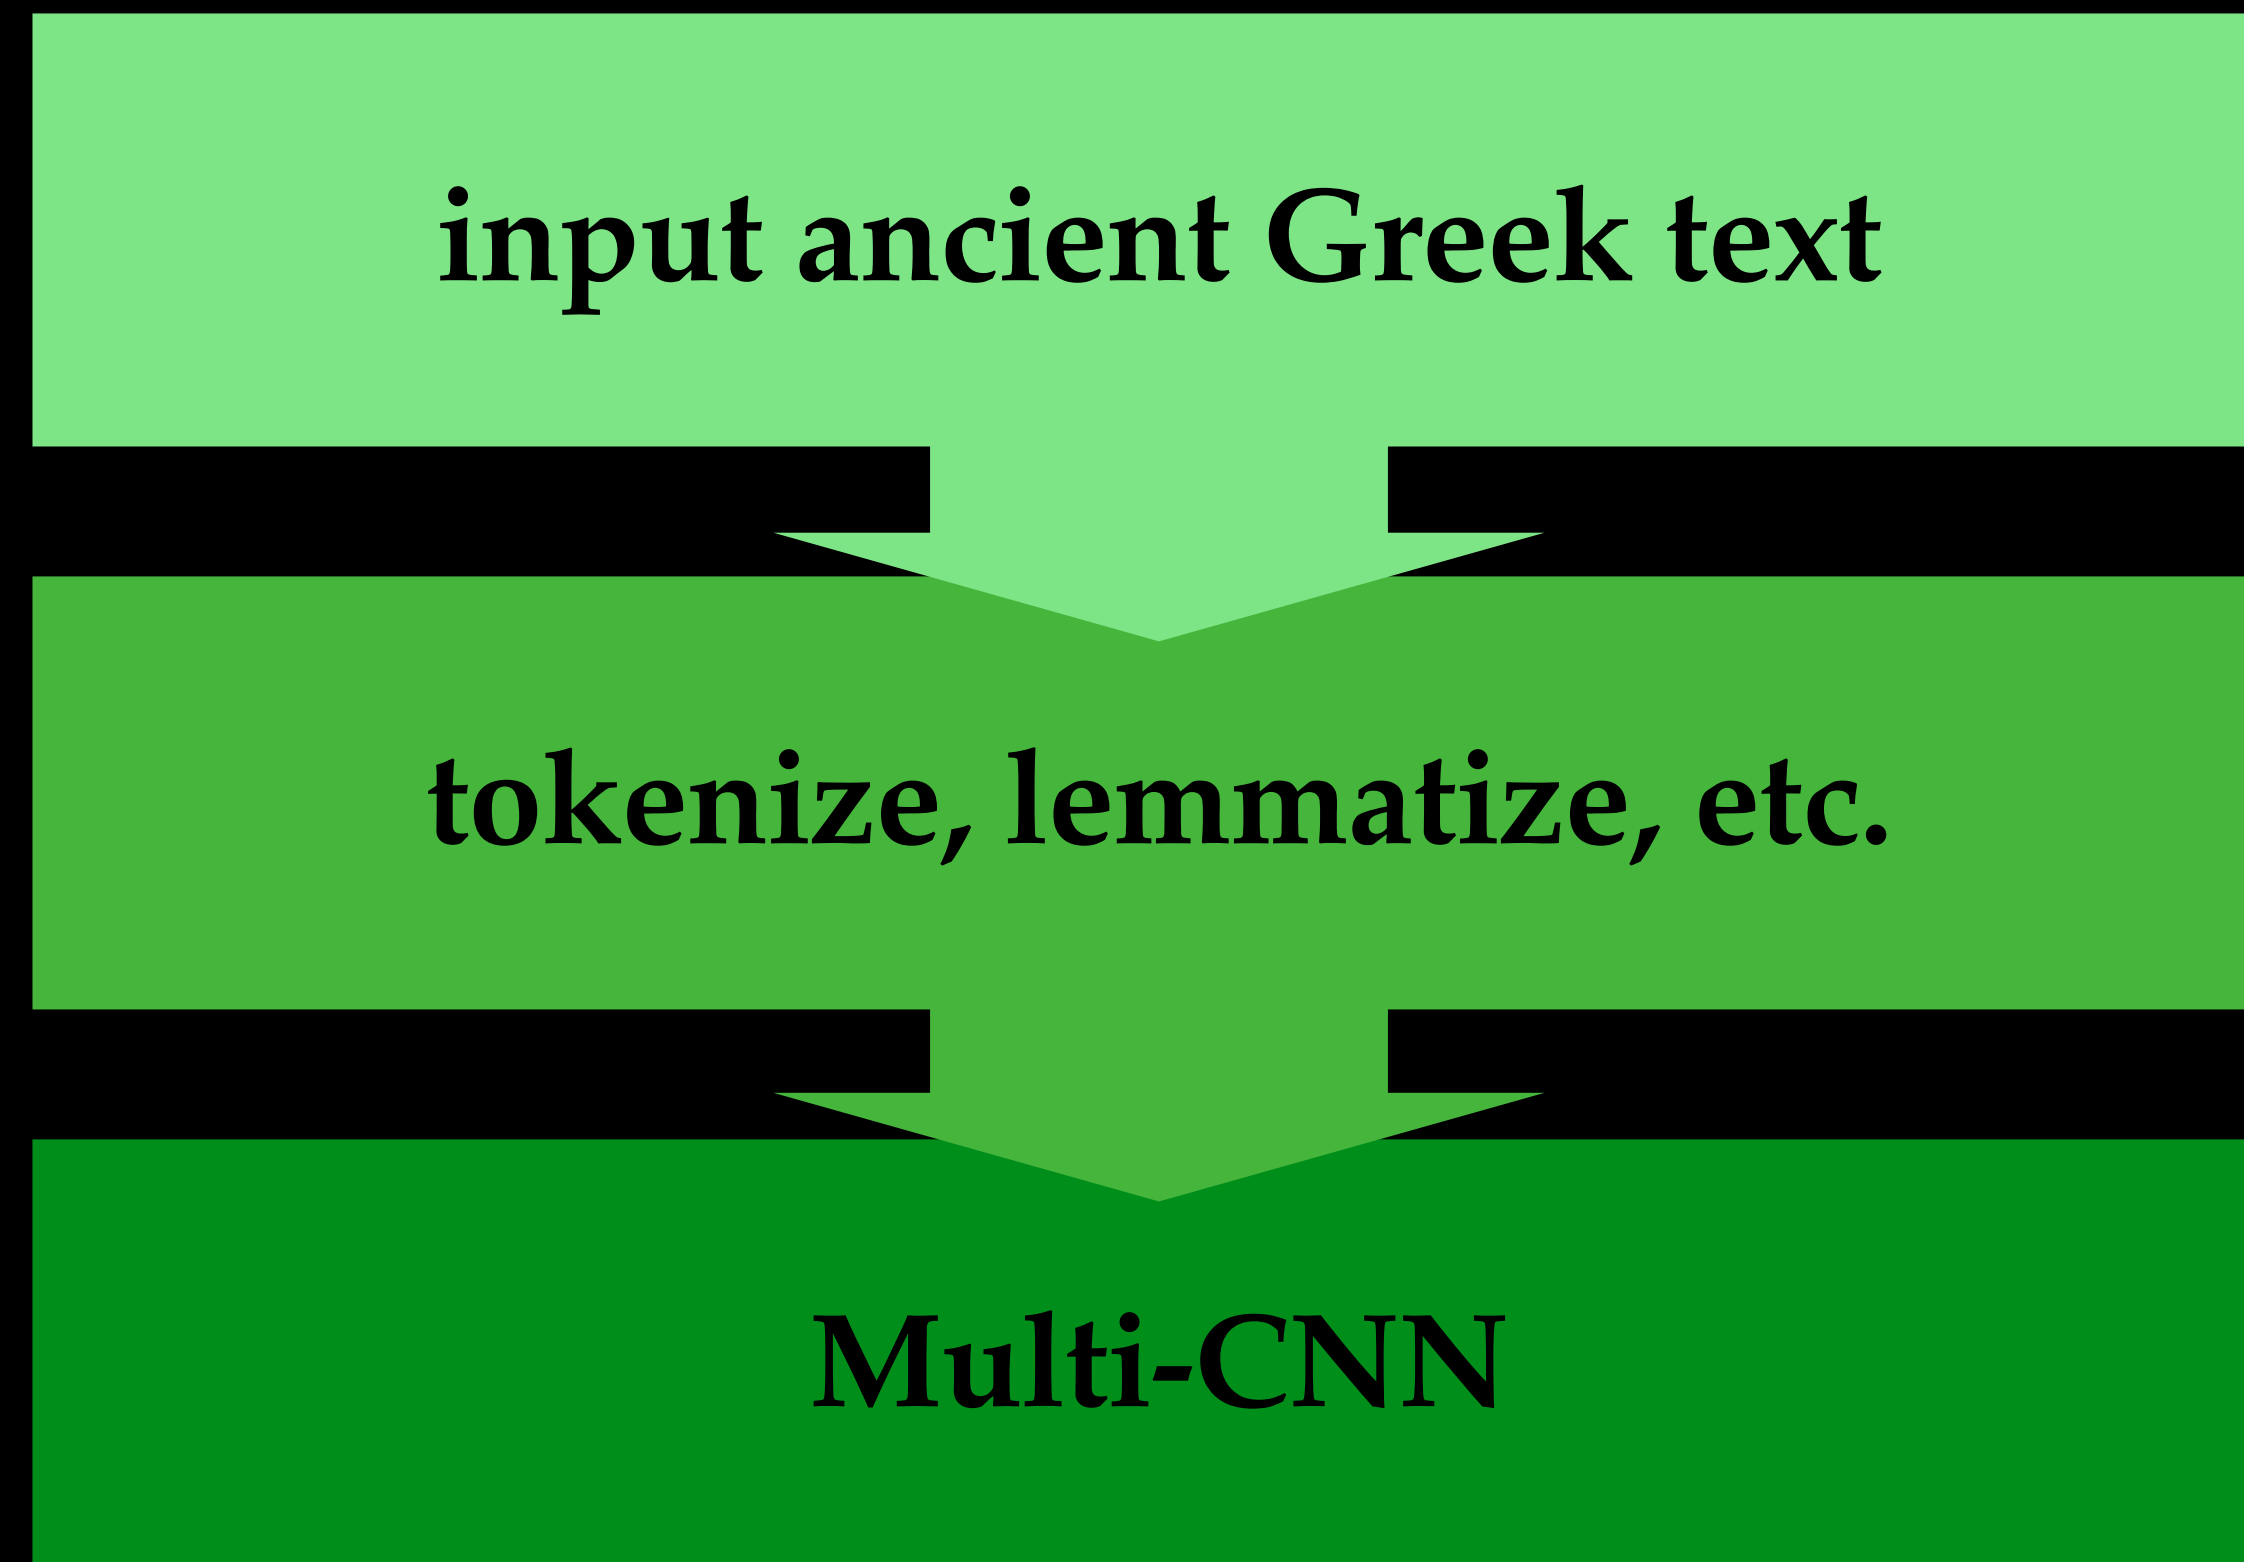 input ancient Greek text
tokenize, lemmatize, etc.
Multi-CNN